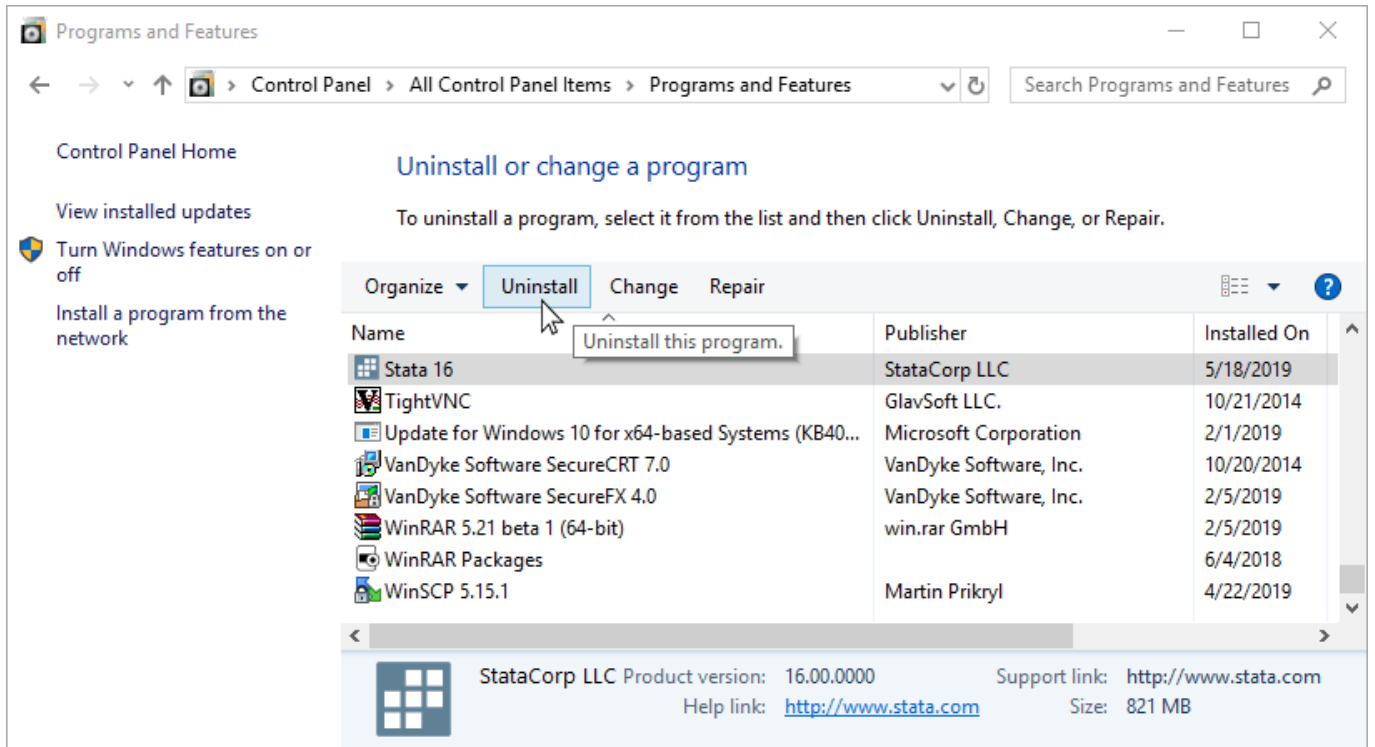 Programs and Features
Control Panel > All Control Panel Items > Programs and Features
Search Programs and Features
Control Panel Home
View installed updates
Turn Windows features on or
off
Install a program from the
network
Uninstall or change a program
To uninstall a program, select it from the list and then click Uninstall, Change, or Repair.
Organize Uninstall Change Repair
?
Uninstall this program.
Name Publisher Installed On
Stata 16 StataCorp LLC 5/18/2019
TightVNC GlavSoft LLC. 10/21/2014
Update for Windows 10 for x64-based Systems (KB40... Microsoft Corporation 2/1/2019
VanDyke Software SecureCRT 7.0 VanDyke Software, Inc. 10/20/2014
VanDyke Software SecureFX 4.0 VanDyke Software, Inc. 2/5/2019
WinRAR 5.21 beta 1 (64-bit) win.rar GmbH 2/5/2019
WinRAR Packages 6/4/2018
WinSCP 5.15.1 Martin Prikryl 4/22/2019
StataCorp LLC Product version: 16.00.0000 Support link: http://www.stata.com
Help link: http://www.stata.com Size: 821 MB